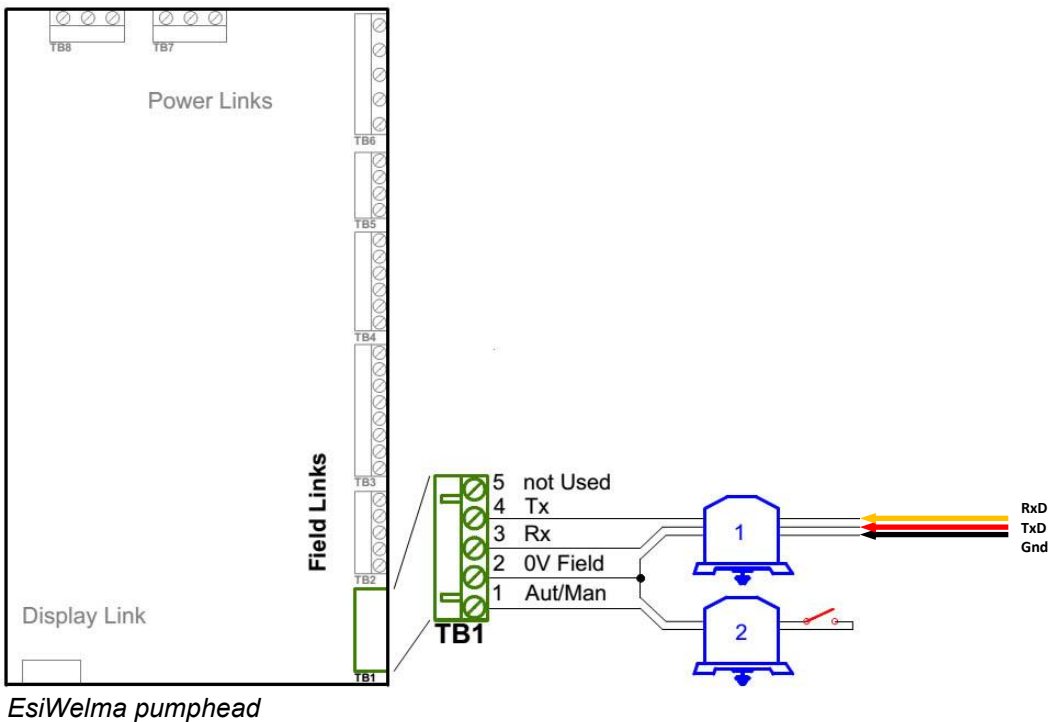 TB8
TB7
Power Links
TB6
TB5
TB4
TB3
Field Links
TB2
Display Link
TB1
5 not Used
4 Tx
3 Rx
2 0V Field
1 Aut/Man
TB1
1
2
RxD
TxD
Gnd
EsiWelma pumphead